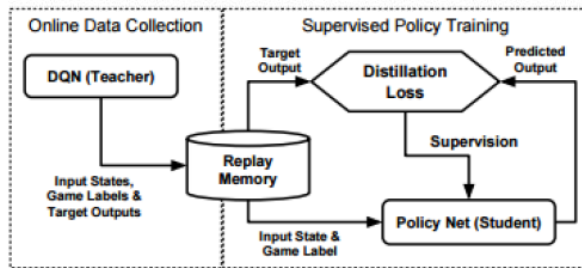 Online Data Collection
Supervised Policy Training
DQN (Teacher)
Target
Output
Distillation
Loss
Predicted
Output
Supervision
Replay
Memory
Input States,
Game Labels &
Target Outputs
Input State &
Game Label
Policy Net (Student)